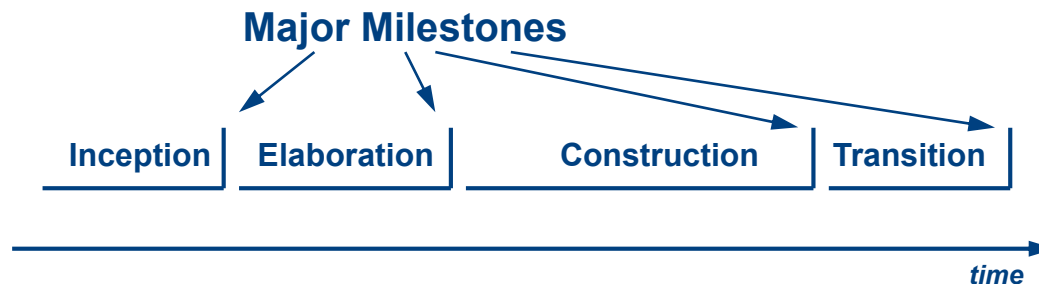 Major Milestones
Inception Elaboration Construction Transition
time